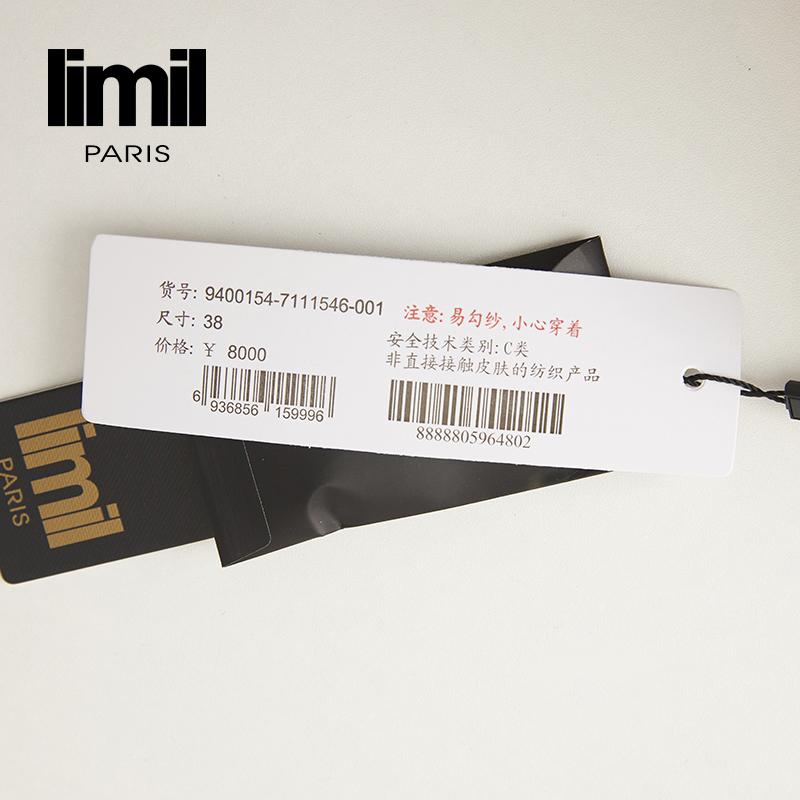 limil
PARIS
货号: 9400154-7111546-001
尺寸: 38
价格: ¥ 8000
6 936856 159996
注意: 易勾纱, 小心穿着
安全技术类别: C类
非直接接触皮肤的纺织产品
8888805964802
limil
PARIS